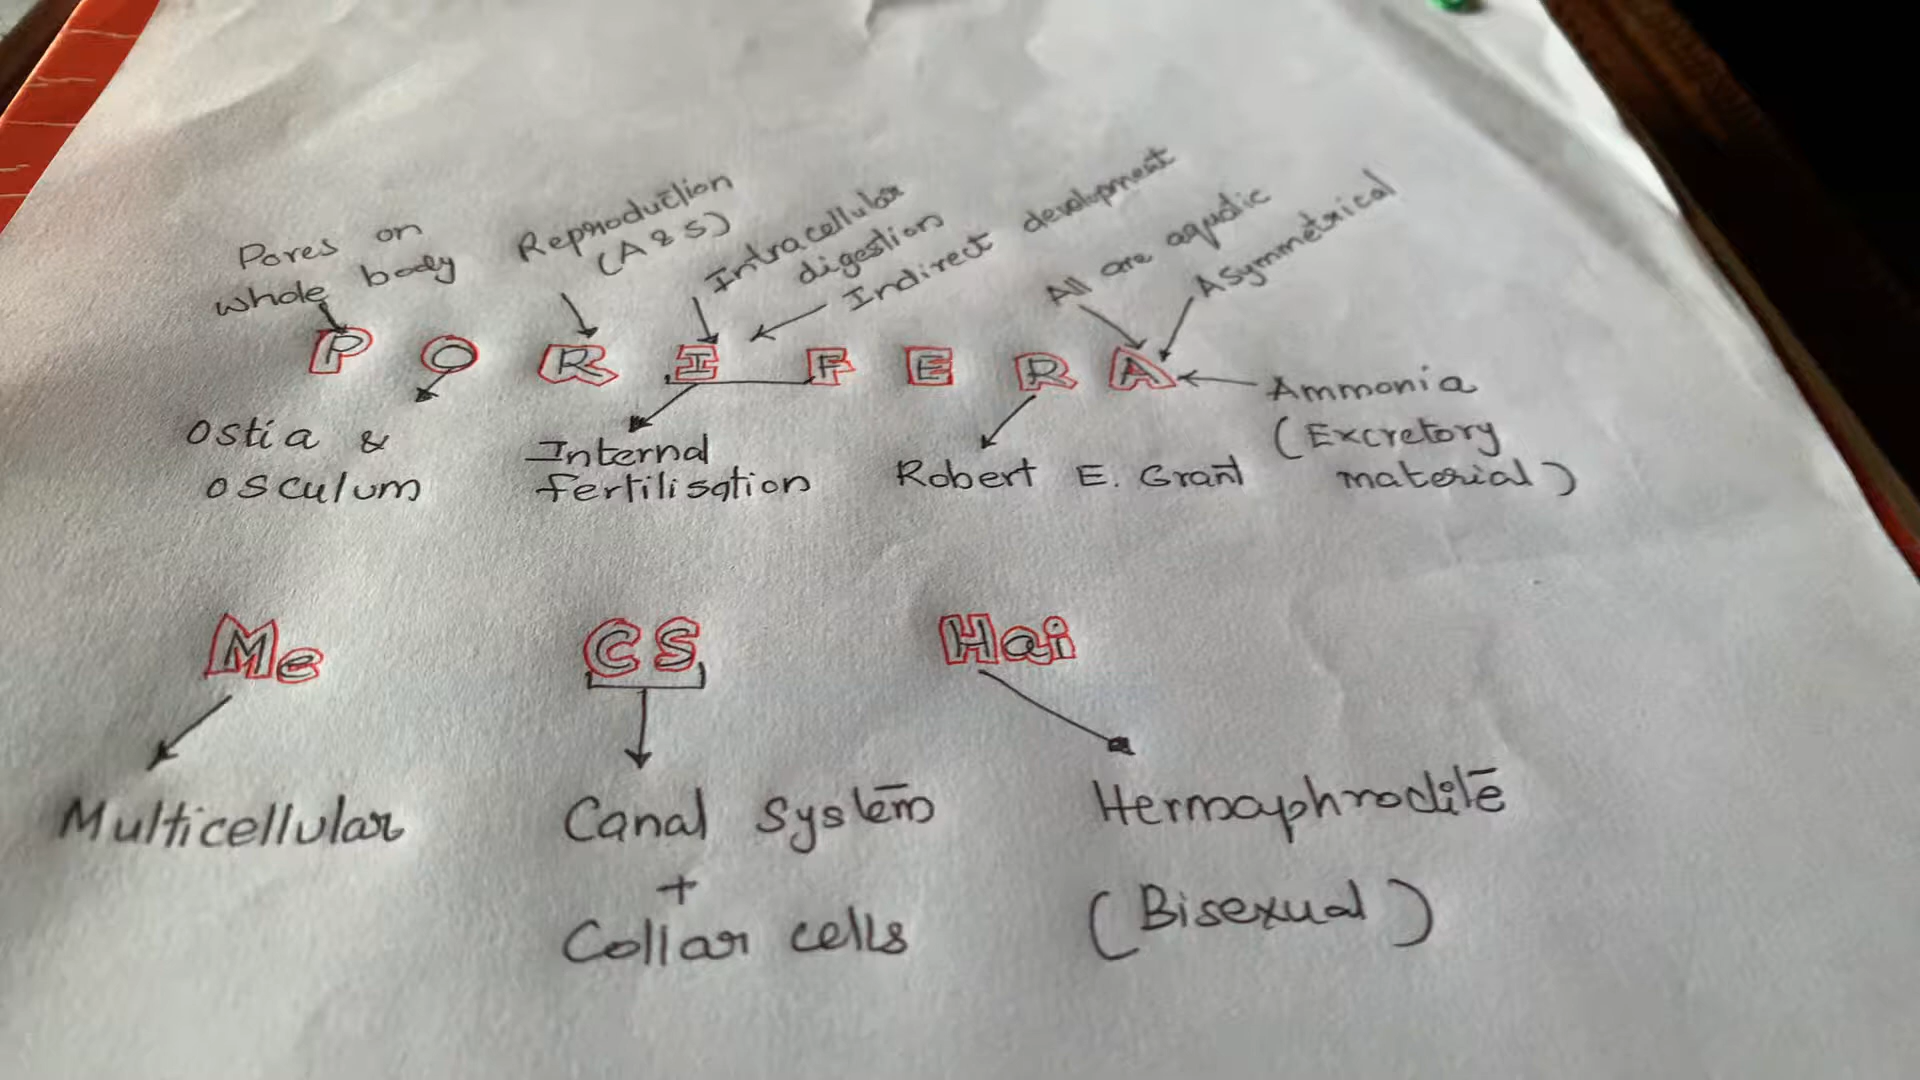 Pores on
whole body
Reproduction
(A & S)
Intracellular
digestion
Indirect development
All are aquatic
Asymmetrical
P O R I F E R A
Ostia &
osculum
Internal
fertilisation
Robert E. Grant
Ammonia
(Excretory
material)
Me CS Hai
Multicellular
Canal System
+
Collar cells
Hermaphrodite
(Bisexual)